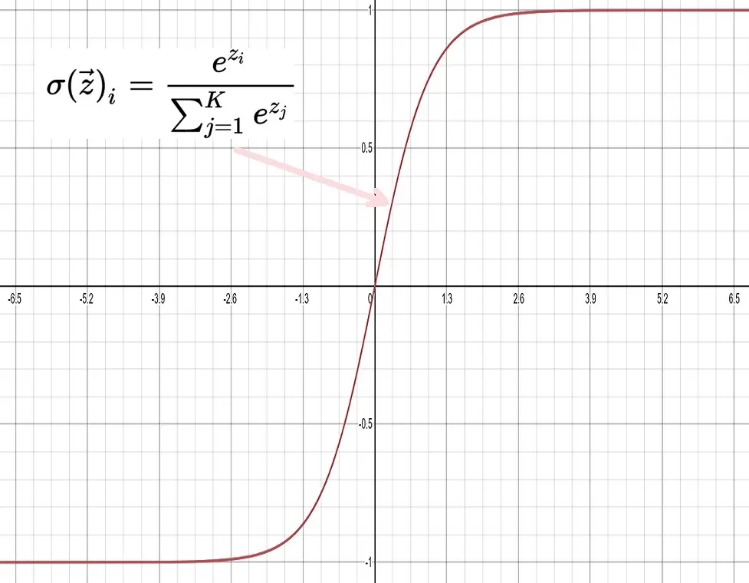 1
σ(z⃗)ᵢ = e^{zᵢ} / ∑_{j=1}^{K} e^{zⱼ}
0.5
-6.5 -5.2 -3.9 -2.6 -1.3 0 1.3 2.6 3.9 5.2 6.5
-0.5
-1